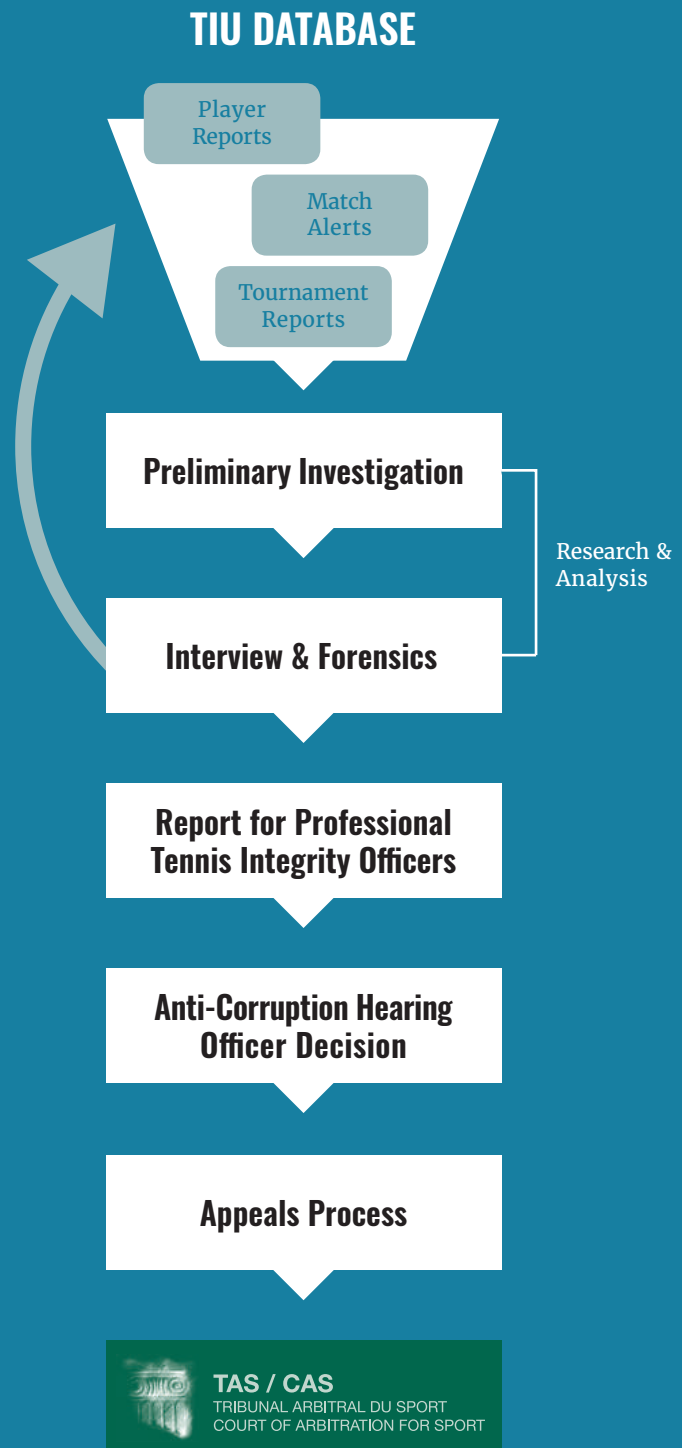 TIU DATABASE
Player
Reports
Match
Alerts
Tournament
Reports
Preliminary Investigation
Research &
Analysis
Interview & Forensics
Report for Professional
Tennis Integrity Officers
Anti-Corruption Hearing
Officer Decision
Appeals Process
TAS / CAS
TRIBUNAL ARBITRAL DU SPORT
COURT OF ARBITRATION FOR SPORT